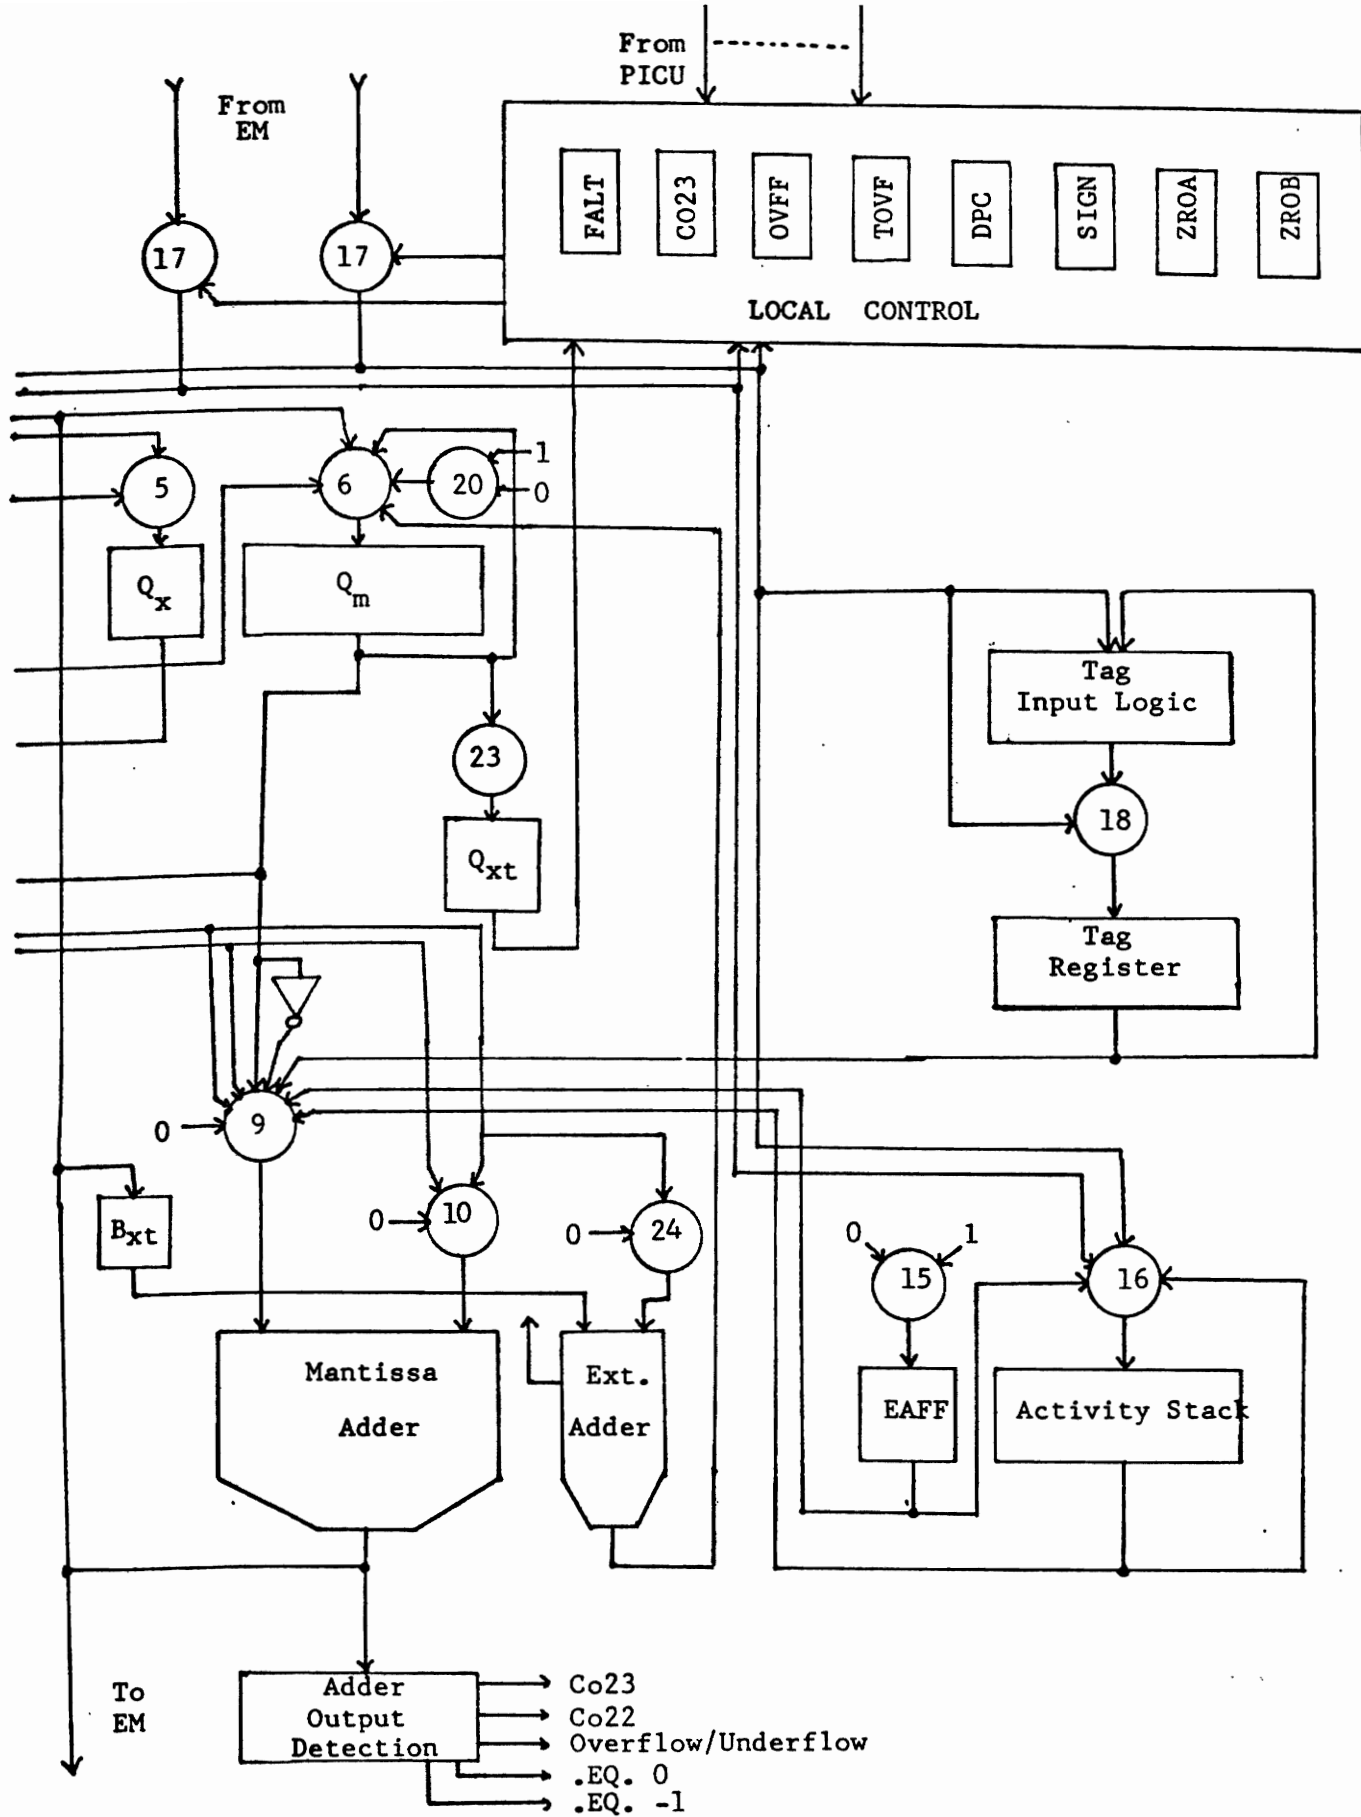 From
PICU
From
EM
FALT
CO23
OVFF
TOVF
DPC
SIGN
ZROA
ZROB
LOCAL CONTROL
17
17
5
6
20
1
0
Qx
Qm
23
Qxt
Tag
Input Logic
18
Tag
Register
0
9
Bxt
0
10
0
24
0
1
15
16
Mantissa
Adder
Ext.
Adder
EAFF
Activity Stack
To
EM
Adder
Output
Detection
Co23
Co22
Overflow/Underflow
.EQ. 0
.EQ. -1